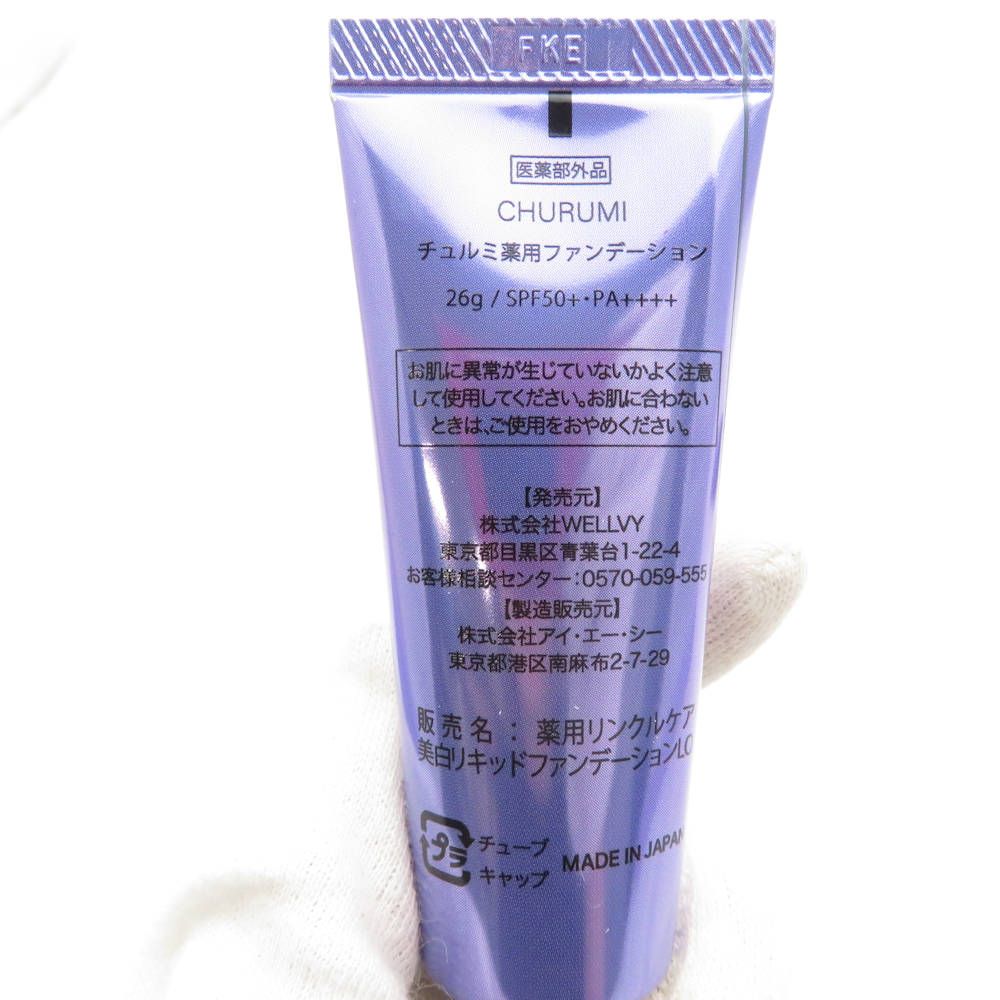 FKE
医薬部外品
CHURUMI
チュルミ薬用ファンデーション
26g / SPF50+・PA++++
お肌に異常が生じていないかよく注意
して使用してください。お肌に合わない
ときは、ご使用をおやめください。
【発売元】
株式会社WELLVY
東京都目黒区青葉台1-22-4
お客様相談センター:0570-059-555
【製造販売元】
株式会社アイ・エー・シー
東京都港区南麻布2-7-29
販売名:薬用リンクルケア
美白リキッドファンデーション
プラ
チューブ
キャップ
MADE IN JAPAN